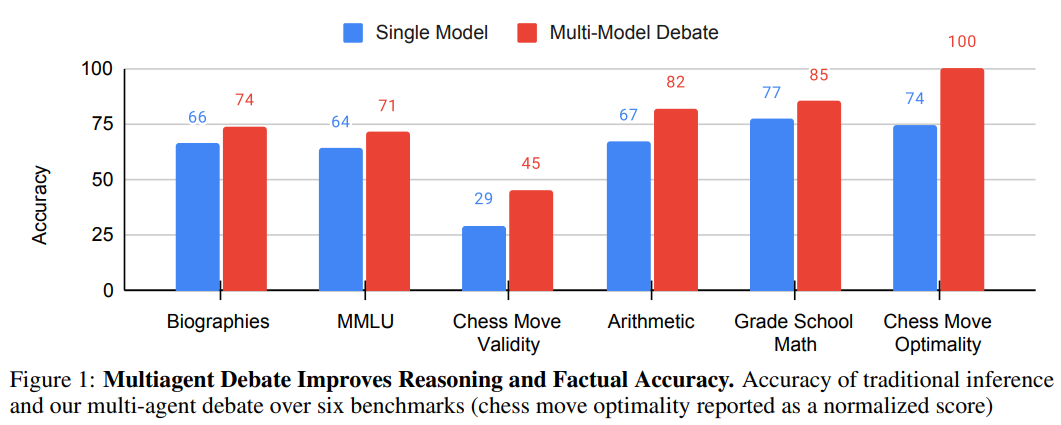 Single Model
Multi-Model Debate
100
75
50
25
0
Accuracy
66
74
64
71
29
45
67
82
77
85
74
100
Biographies
MMLU
Chess Move
Validity
Arithmetic
Grade School
Math
Chess Move
Optimality
Figure 1: Multiagent Debate Improves Reasoning and Factual Accuracy. Accuracy of traditional inference
and our multi-agent debate over six benchmarks (chess move optimality reported as a normalized score)